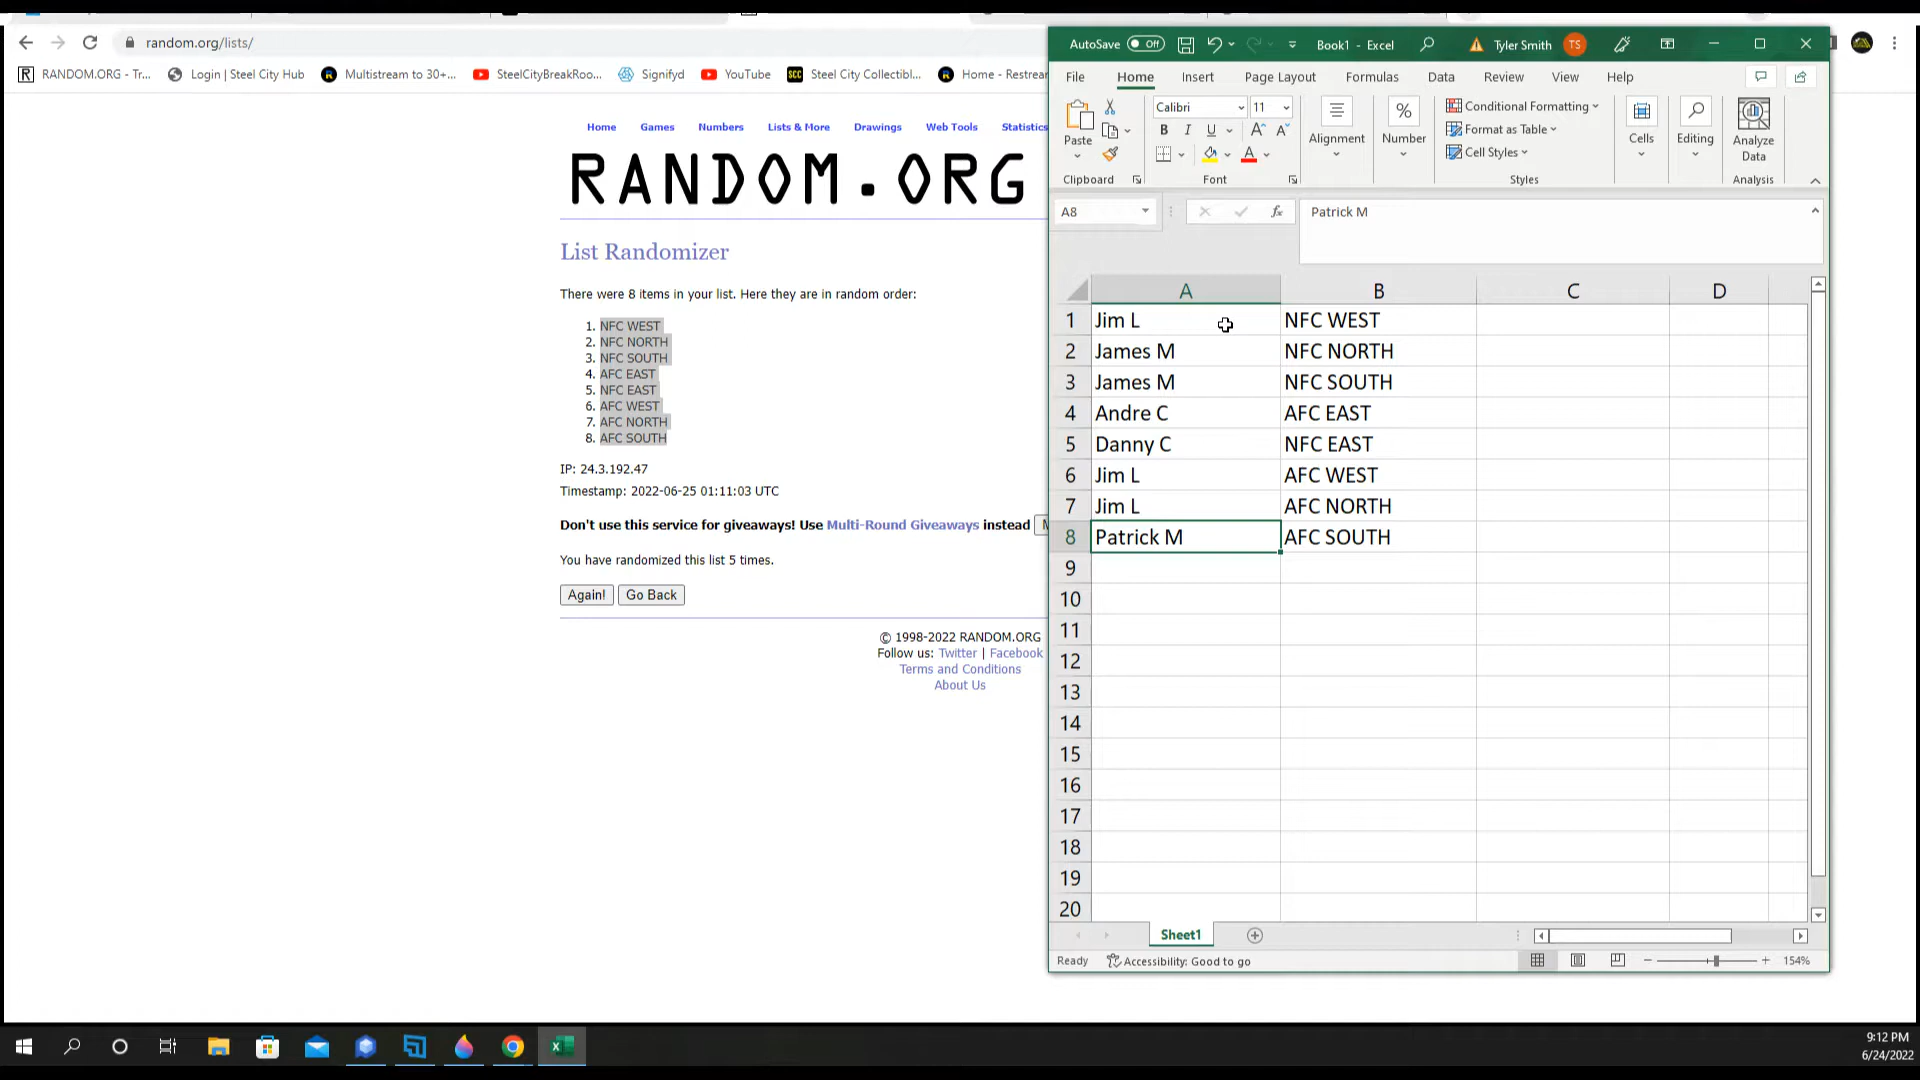 random.org/lists/
RANDOM.ORG - Tr...
Login | Steel City Hub
Multistream to 30+...
SteelCityBreakRoo...
Signifyd
YouTube
SCC
Steel City Collectibl...
Home - Restrea
Home
Games
Numbers
Lists & More
Drawings
Web Tools
Statistics
RANDOM.ORG
List Randomizer
There were 8 items in your list. Here they are in random order:
1. NFC WEST
2. NFC NORTH
3. NFC SOUTH
4. AFC EAST
5. NFC EAST
6. AFC WEST
7. AFC NORTH
8. AFC SOUTH
IP: 24.3.192.47
Timestamp: 2022-06-25 01:11:03 UTC
Don't use this service for giveaways! Use Multi-Round Giveaways instead
You have randomized this list 5 times.
Again!
Go Back
© 1998-2022 RANDOM.ORG
Follow us: Twitter | Facebook
Terms and Conditions
About Us
AutoSave Off
Book1 - Excel
Tyler Smith
TS
File
Home
Insert
Page Layout
Formulas
Data
Review
View
Help
Paste
Clipboard
Calibri
11
B I U
Font
Alignment
%
Number
Conditional Formatting
Format as Table
Cell Styles
Styles
Cells
Editing
Analyze
Data
Analysis
A8
fx
Patrick M
A B C D
1 Jim L NFC WEST
2 James M NFC NORTH
3 James M NFC SOUTH
4 Andre C AFC EAST
5 Danny C NFC EAST
6 Jim L AFC WEST
7 Jim L AFC NORTH
8 Patrick M AFC SOUTH
9
10
11
12
13
14
15
16
17
18
19
20
Sheet1
Ready
Accessibility: Good to go
154%
9:12 PM
6/24/2022